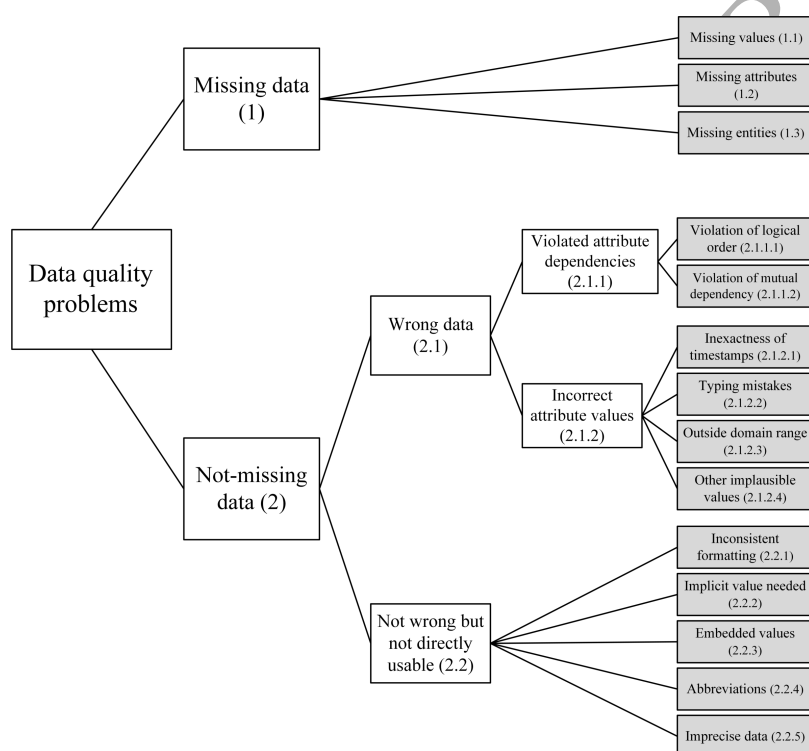 Data quality
problems
Missing data
(1)
Missing values (1.1)
Missing attributes
(1.2)
Missing entities (1.3)
Not-missing
data (2)
Wrong data
(2.1)
Violated attribute
dependencies
(2.1.1)
Violation of logical
order (2.1.1.1)
Violation of mutual
dependency (2.1.1.2)
Incorrect
attribute values
(2.1.2)
Inexactness of
timestamps (2.1.2.1)
Typing mistakes
(2.1.2.2)
Outside domain range
(2.1.2.3)
Other implausible
values (2.1.2.4)
Not wrong but
not directly
usable (2.2)
Inconsistent
formatting (2.2.1)
Implicit value needed
(2.2.2)
Embedded values
(2.2.3)
Abbreviations (2.2.4)
Imprecise data (2.2.5)